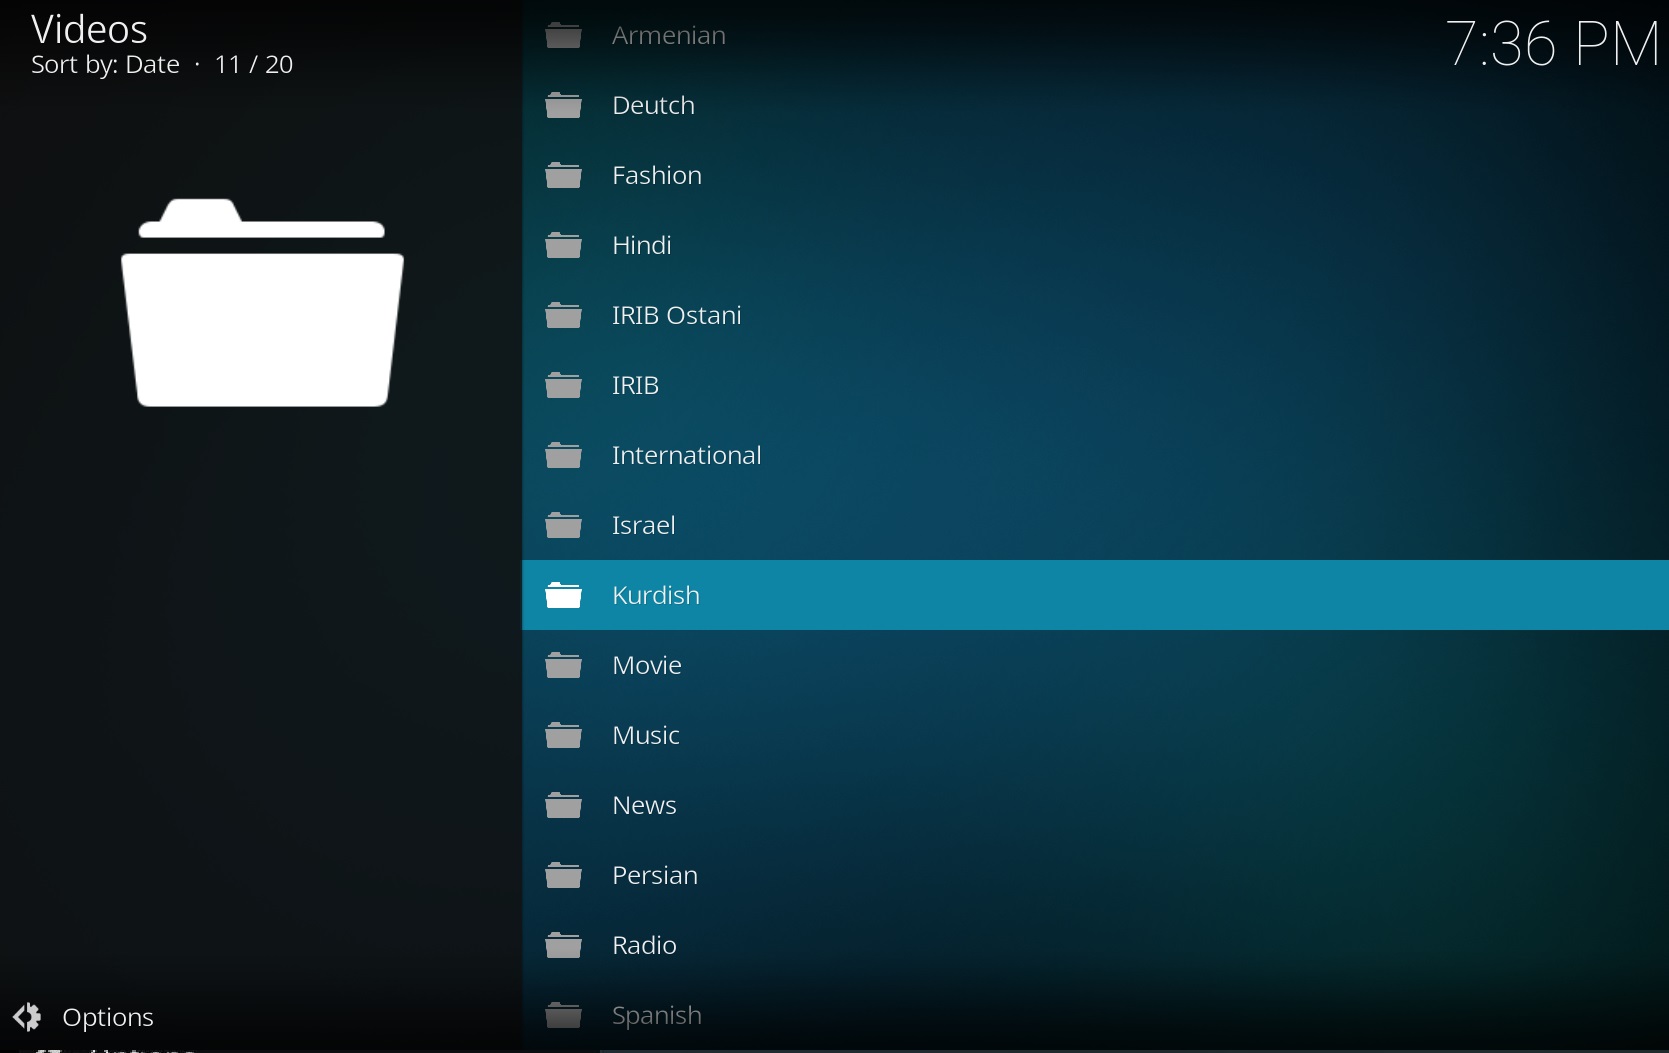 Videos
Sort by: Date · 11 / 20
7:36 PM
Armenian
Deutch
Fashion
Hindi
IRIB Ostani
IRIB
International
Israel
Kurdish
Movie
Music
News
Persian
Radio
Spanish
Options
Options